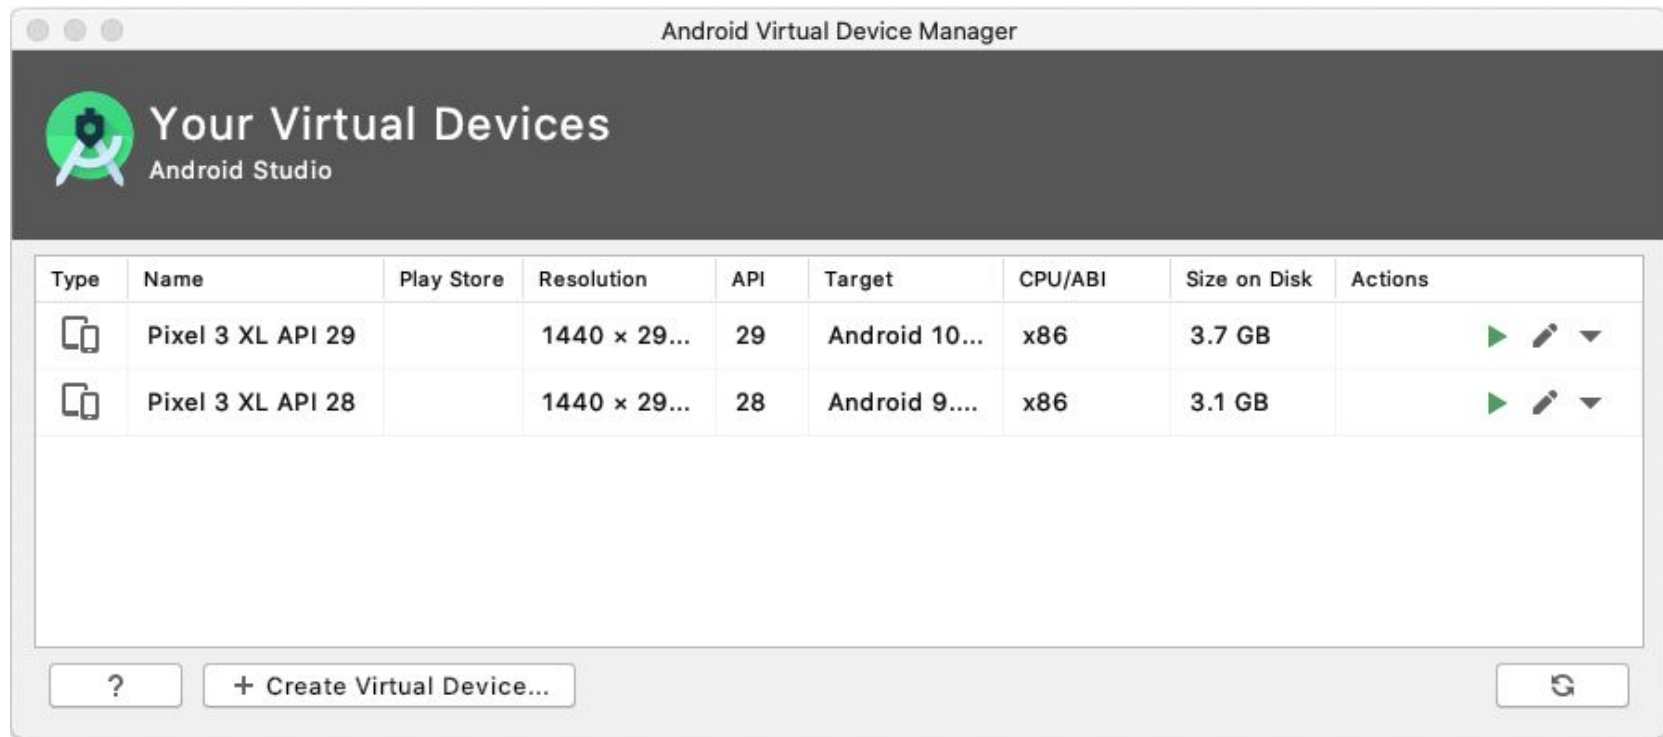 Android Virtual Device Manager
Your Virtual Devices
Android Studio
Type Name Play Store Resolution API Target CPU/ABI Size on Disk Actions
Pixel 3 XL API 29 1440 × 29... 29 Android 10... x86 3.7 GB
Pixel 3 XL API 28 1440 × 29... 28 Android 9.... x86 3.1 GB
? + Create Virtual Device...